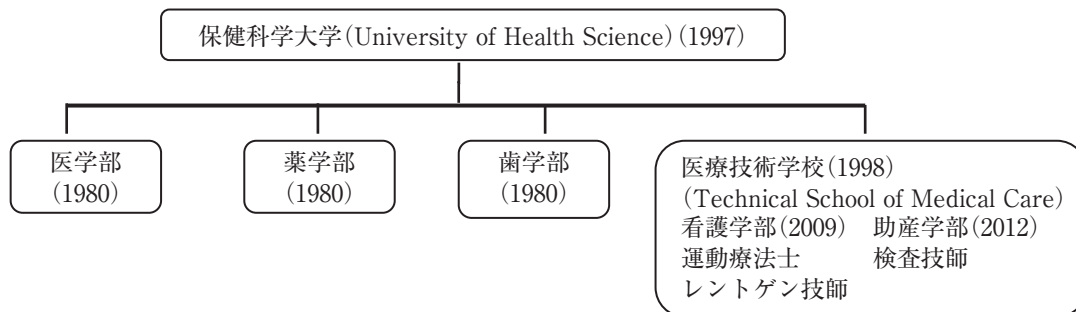 保健科学大学(University of Health Science)(1997)
医学部
(1980)
薬学部
(1980)
歯学部
(1980)
医療技術学校(1998)
(Technical School of Medical Care)
看護学部(2009) 助産学部(2012)
運動療法士 検査技師
レントゲン技師